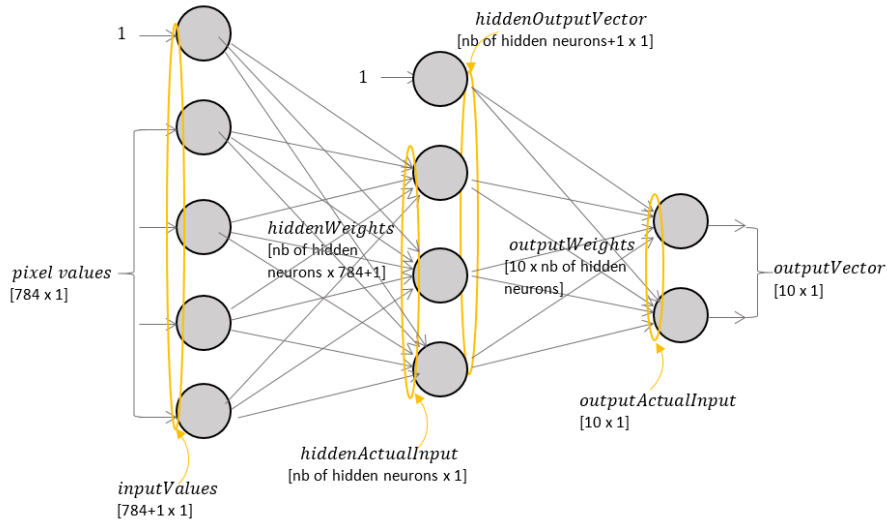 hiddenOutputVector
[nb of hidden neurons+1 x 1]
1
1
hiddenWeights
[nb of hidden
neurons x 784+1]
outputWeights
[10 x nb of hidden
neurons]
pixel values
[784 x 1]
outputVector
[10 x 1]
outputActualInput
[10 x 1]
hiddenActualInput
[nb of hidden neurons x 1]
inputValues
[784+1 x 1]